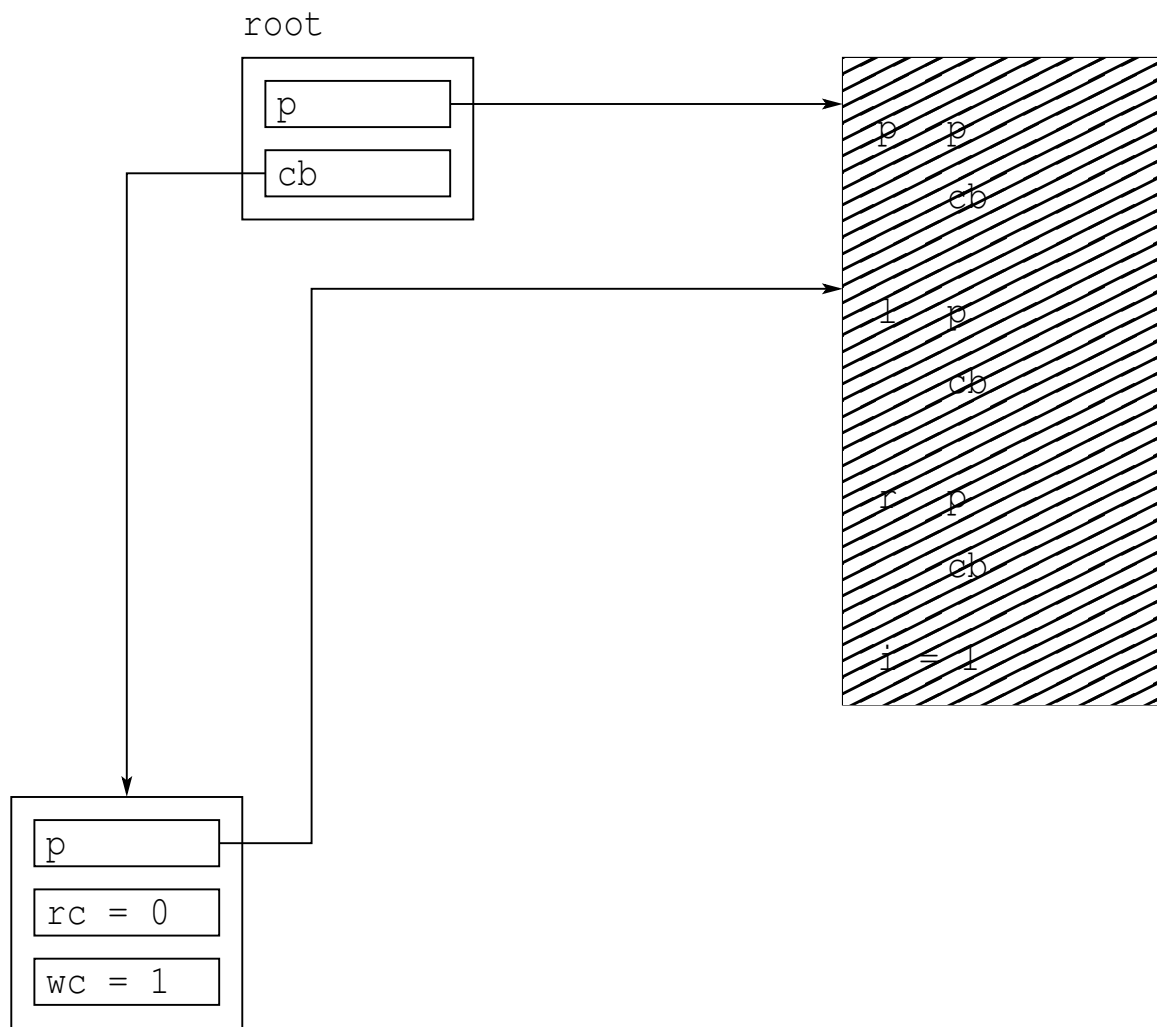 root
p
cb
p p
cb
l p
cb
r p
cb
i = 1
p
rc = 0
wc = 1